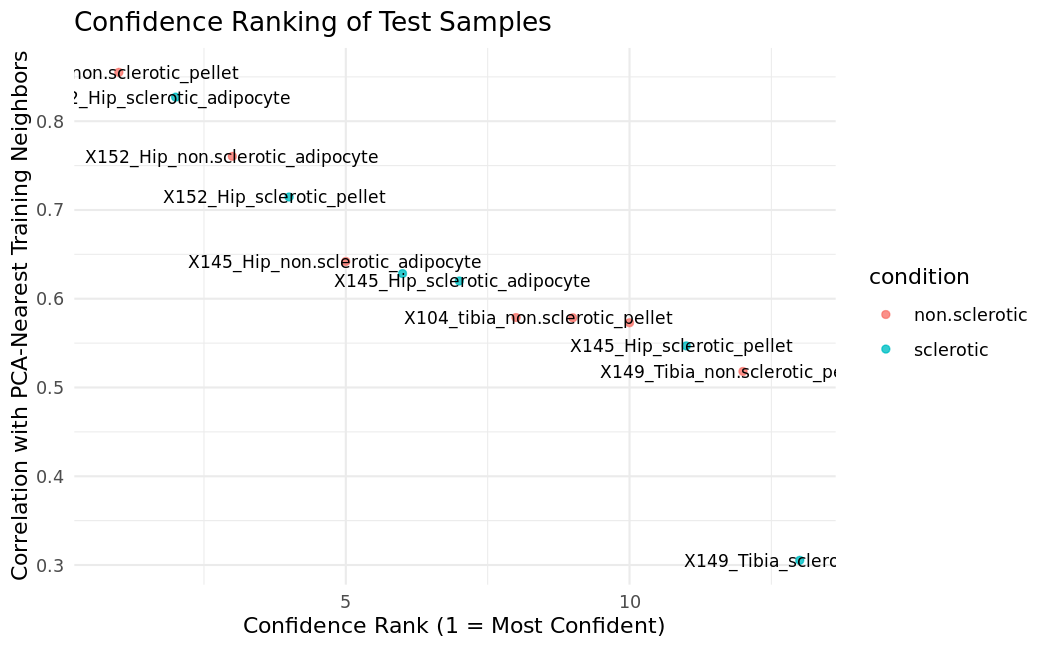 Confidence Ranking of Test Samples
Correlation with PCA-Nearest Training Neighbors
0.8
0.7
0.6
0.5
0.4
0.3
non.sclerotic_pellet
2_Hip_sclerotic_adipocyte
X152_Hip_non.sclerotic_adipocyte
X152_Hip_sclerotic_pellet
X145_Hip_non.sclerotic_adipocyte
X145_Hip_sclerotic_adipocyte
X104_tibia_non.sclerotic_pellet
X145_Hip_sclerotic_pellet
X149_Tibia_non.sclerotic_pe
X149_Tibia_sclero
5
10
Confidence Rank (1 = Most Confident)
condition
non.sclerotic
sclerotic